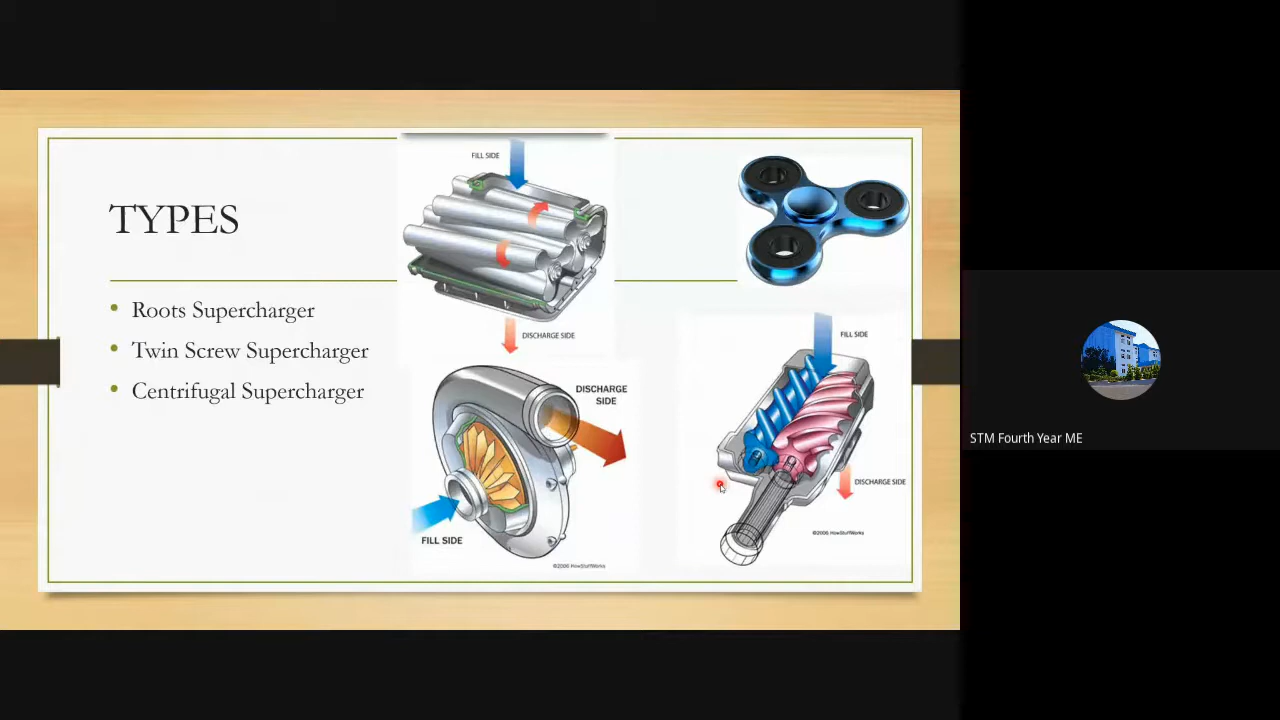 TYPES
Roots Supercharger
Twin Screw Supercharger
Centrifugal Supercharger
FILL SIDE
DISCHARGE SIDE
DISCHARGE
SIDE
FILL SIDE
©2006 HowStuffWorks
FILL SIDE
DISCHARGE SIDE
©2006 HowStuffWorks
STM Fourth Year ME